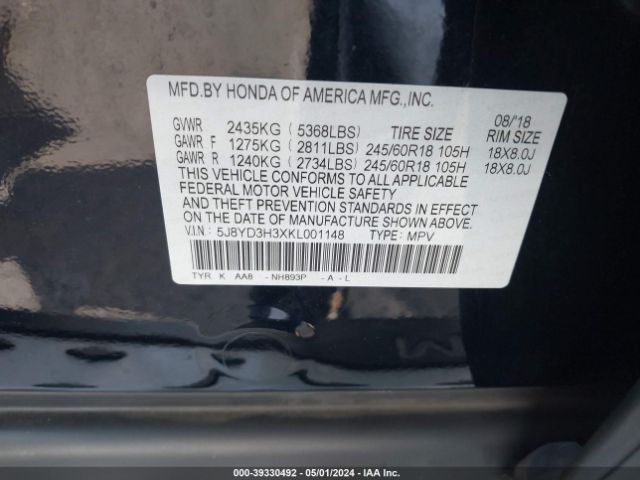 MFD.BY HONDA OF AMERICA MFG.,INC.
08/'18
GVWR 2435KG ( 5368LBS ) TIRE SIZE RIM SIZE
GAWR F 1275KG ( 2811LBS ) 245/60R18 105H 18X8.0J
GAWR R 1240KG ( 2734LBS ) 245/60R18 105H 18X8.0J
THIS VEHICLE CONFORMS TO ALL APPLICABLE
FEDERAL MOTOR VEHICLE SAFETY
AND THEFT PREVENTION STANDARDS IN EFFECT
ON THE DATE OF MANUFACTURE SHOWN ABOVE.
V.I.N: 5J8YD3H3XKL001148 TYPE: MPV
TYR K AA8 - NH893P - A - L
000-39330492 - 05/01/2024 - IAA Inc.